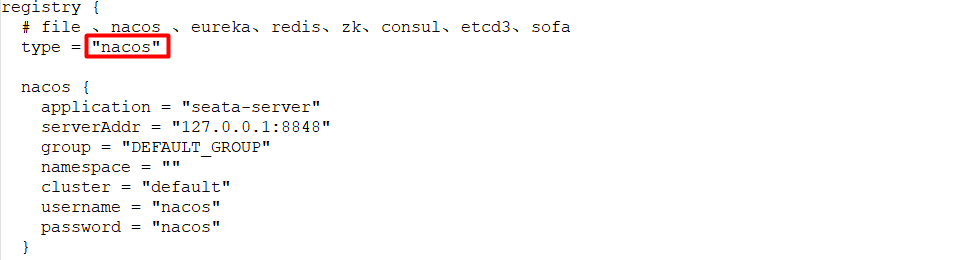 registry {
  # file 、nacos 、eureka、redis、zk、consul、etcd3、sofa
  type = "nacos"

  nacos {
    application = "seata-server"
    serverAddr = "127.0.0.1:8848"
    group = "DEFAULT_GROUP"
    namespace = ""
    cluster = "default"
    username = "nacos"
    password = "nacos"
  }